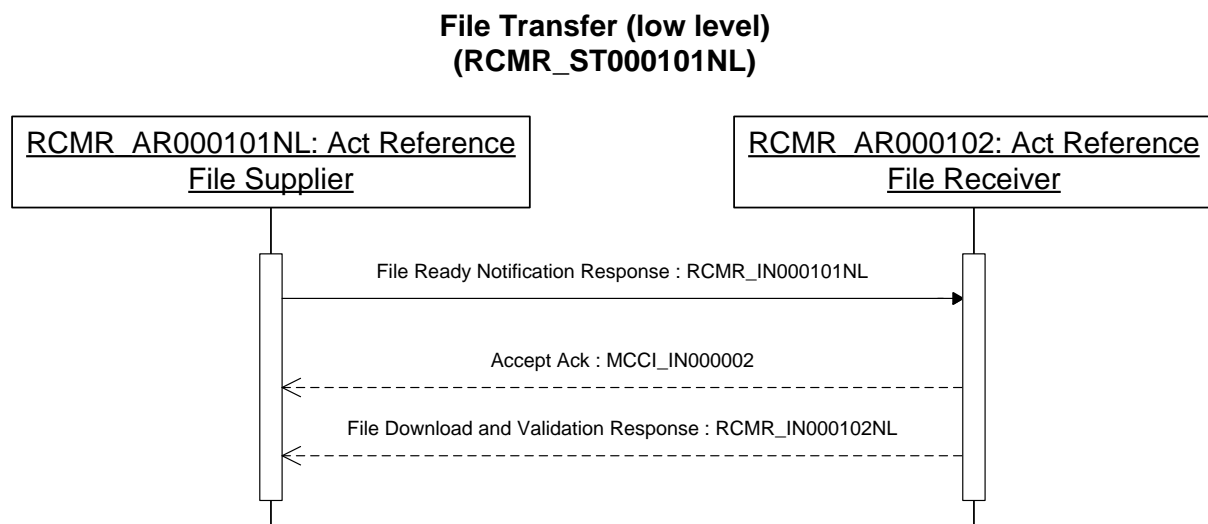 File Transfer (low level)
(RCMR_ST000101NL)
RCMR_AR000101NL: Act Reference
File Supplier
RCMR_AR000102: Act Reference
File Receiver
File Ready Notification Response : RCMR_IN000101NL
Accept Ack : MCCI_IN000002
File Download and Validation Response : RCMR_IN000102NL